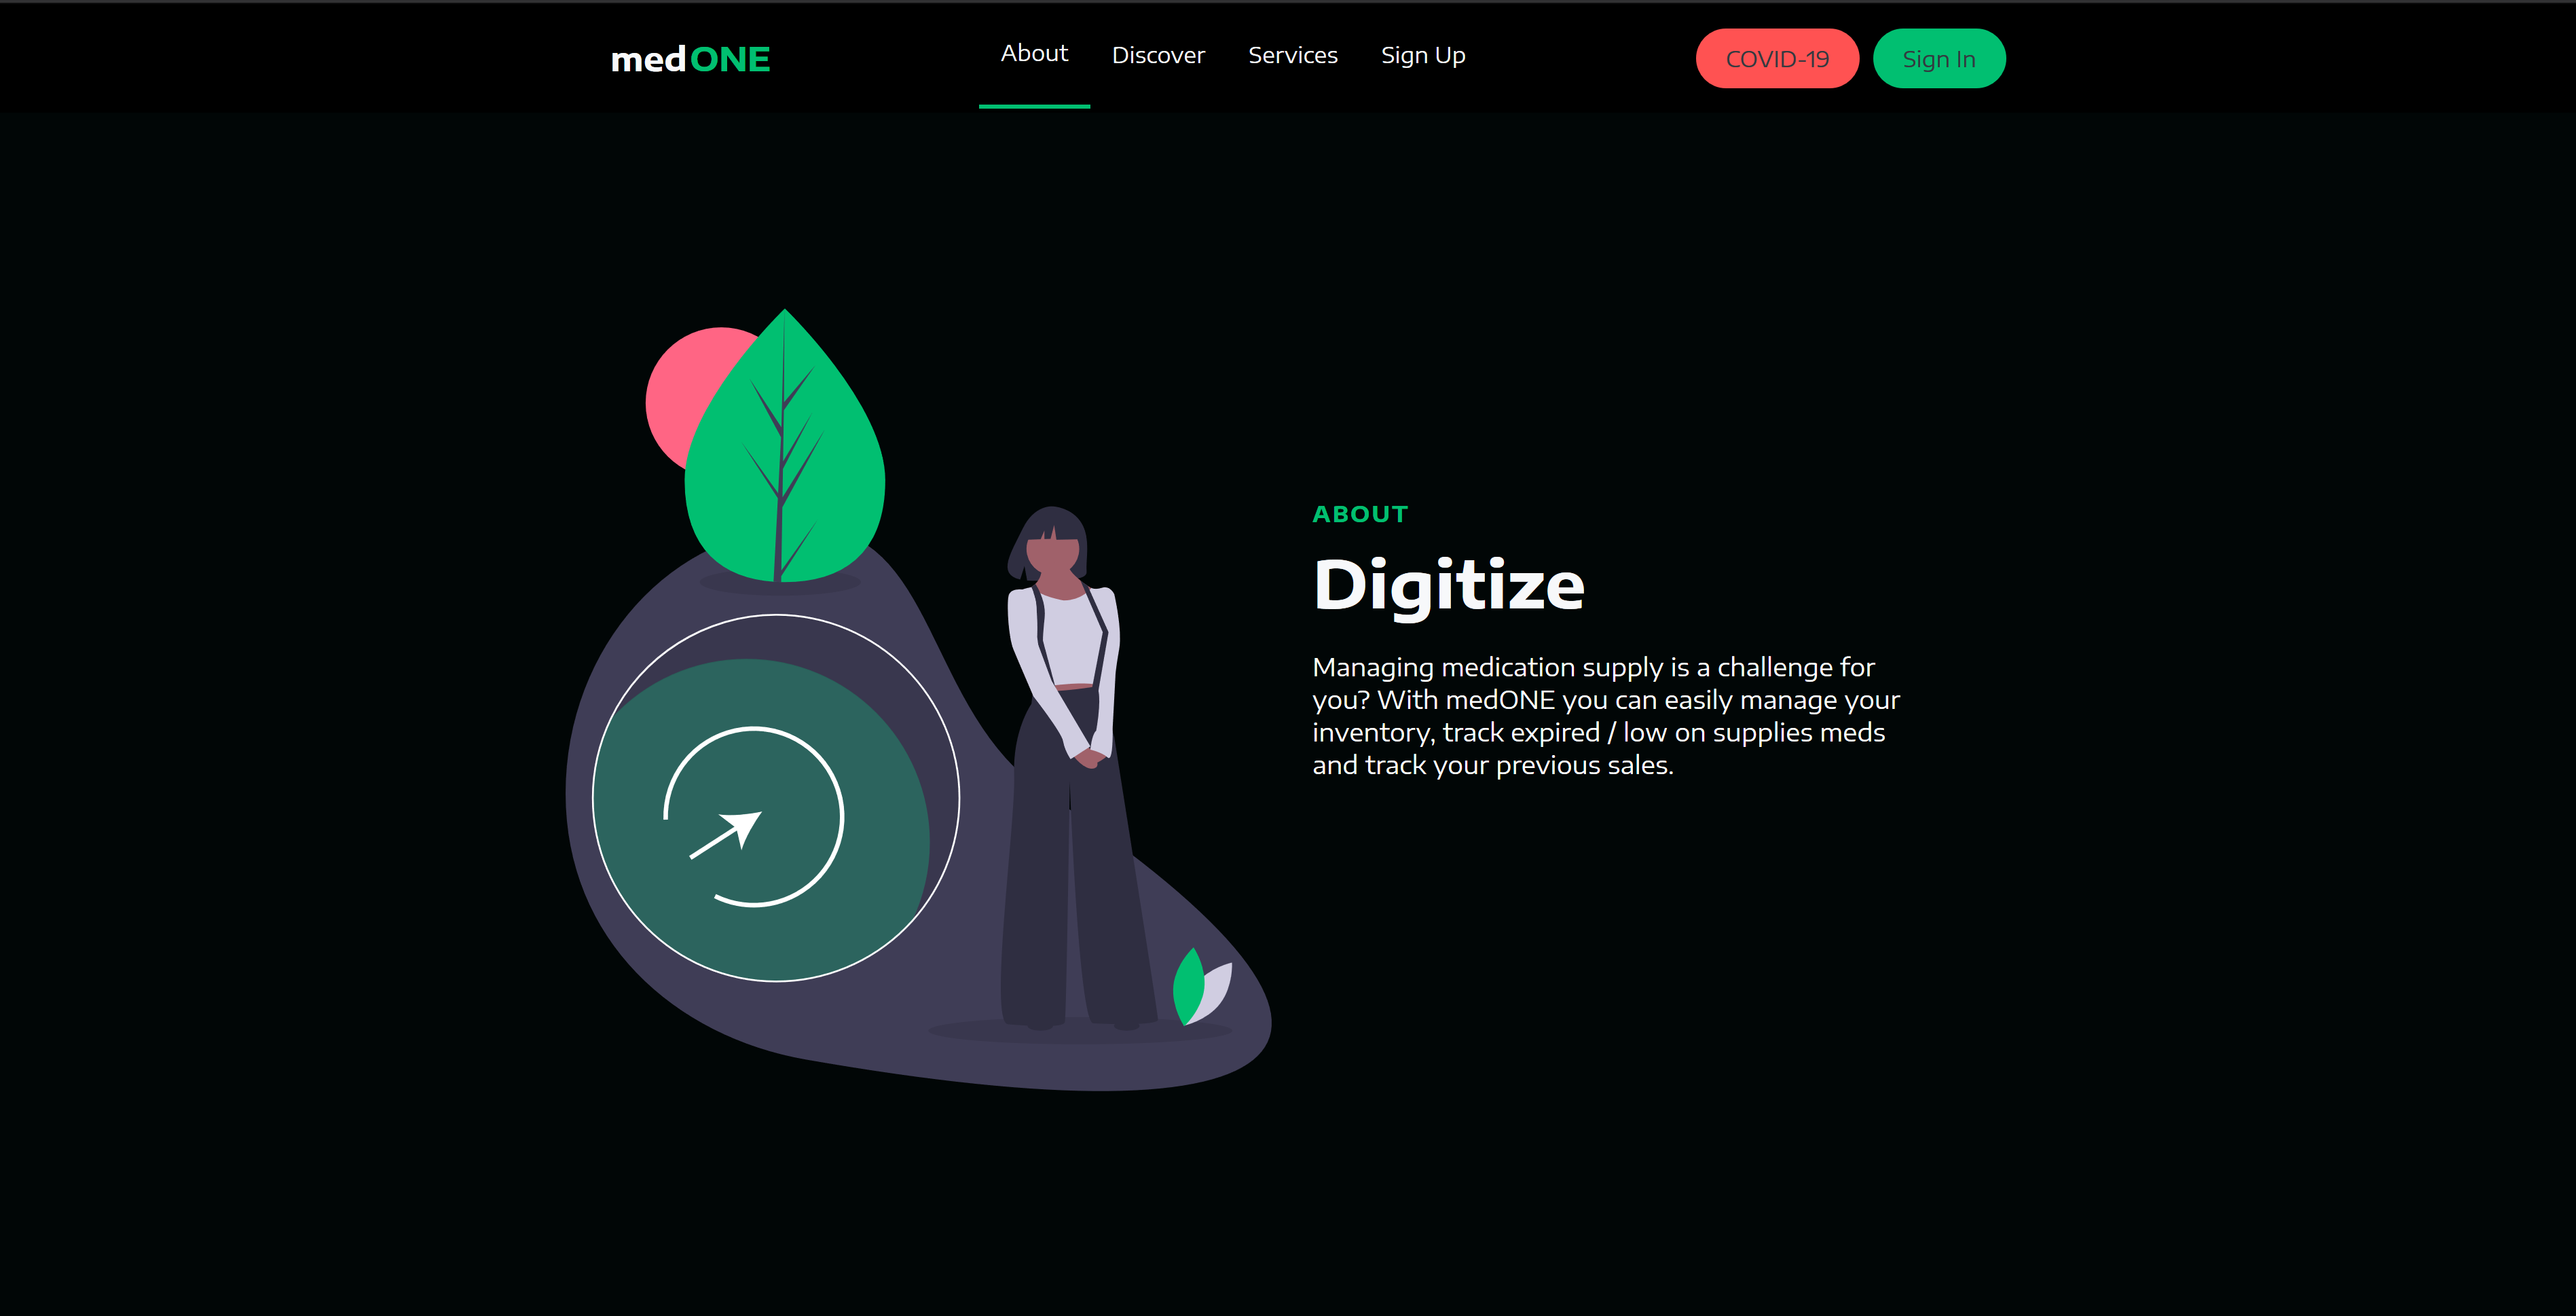 medONE
About Discover Services Sign Up
COVID-19 Sign In
ABOUT
Digitize
Managing medication supply is a challenge for
you? With medONE you can easily manage your
inventory, track expired / low on supplies meds
and track your previous sales.